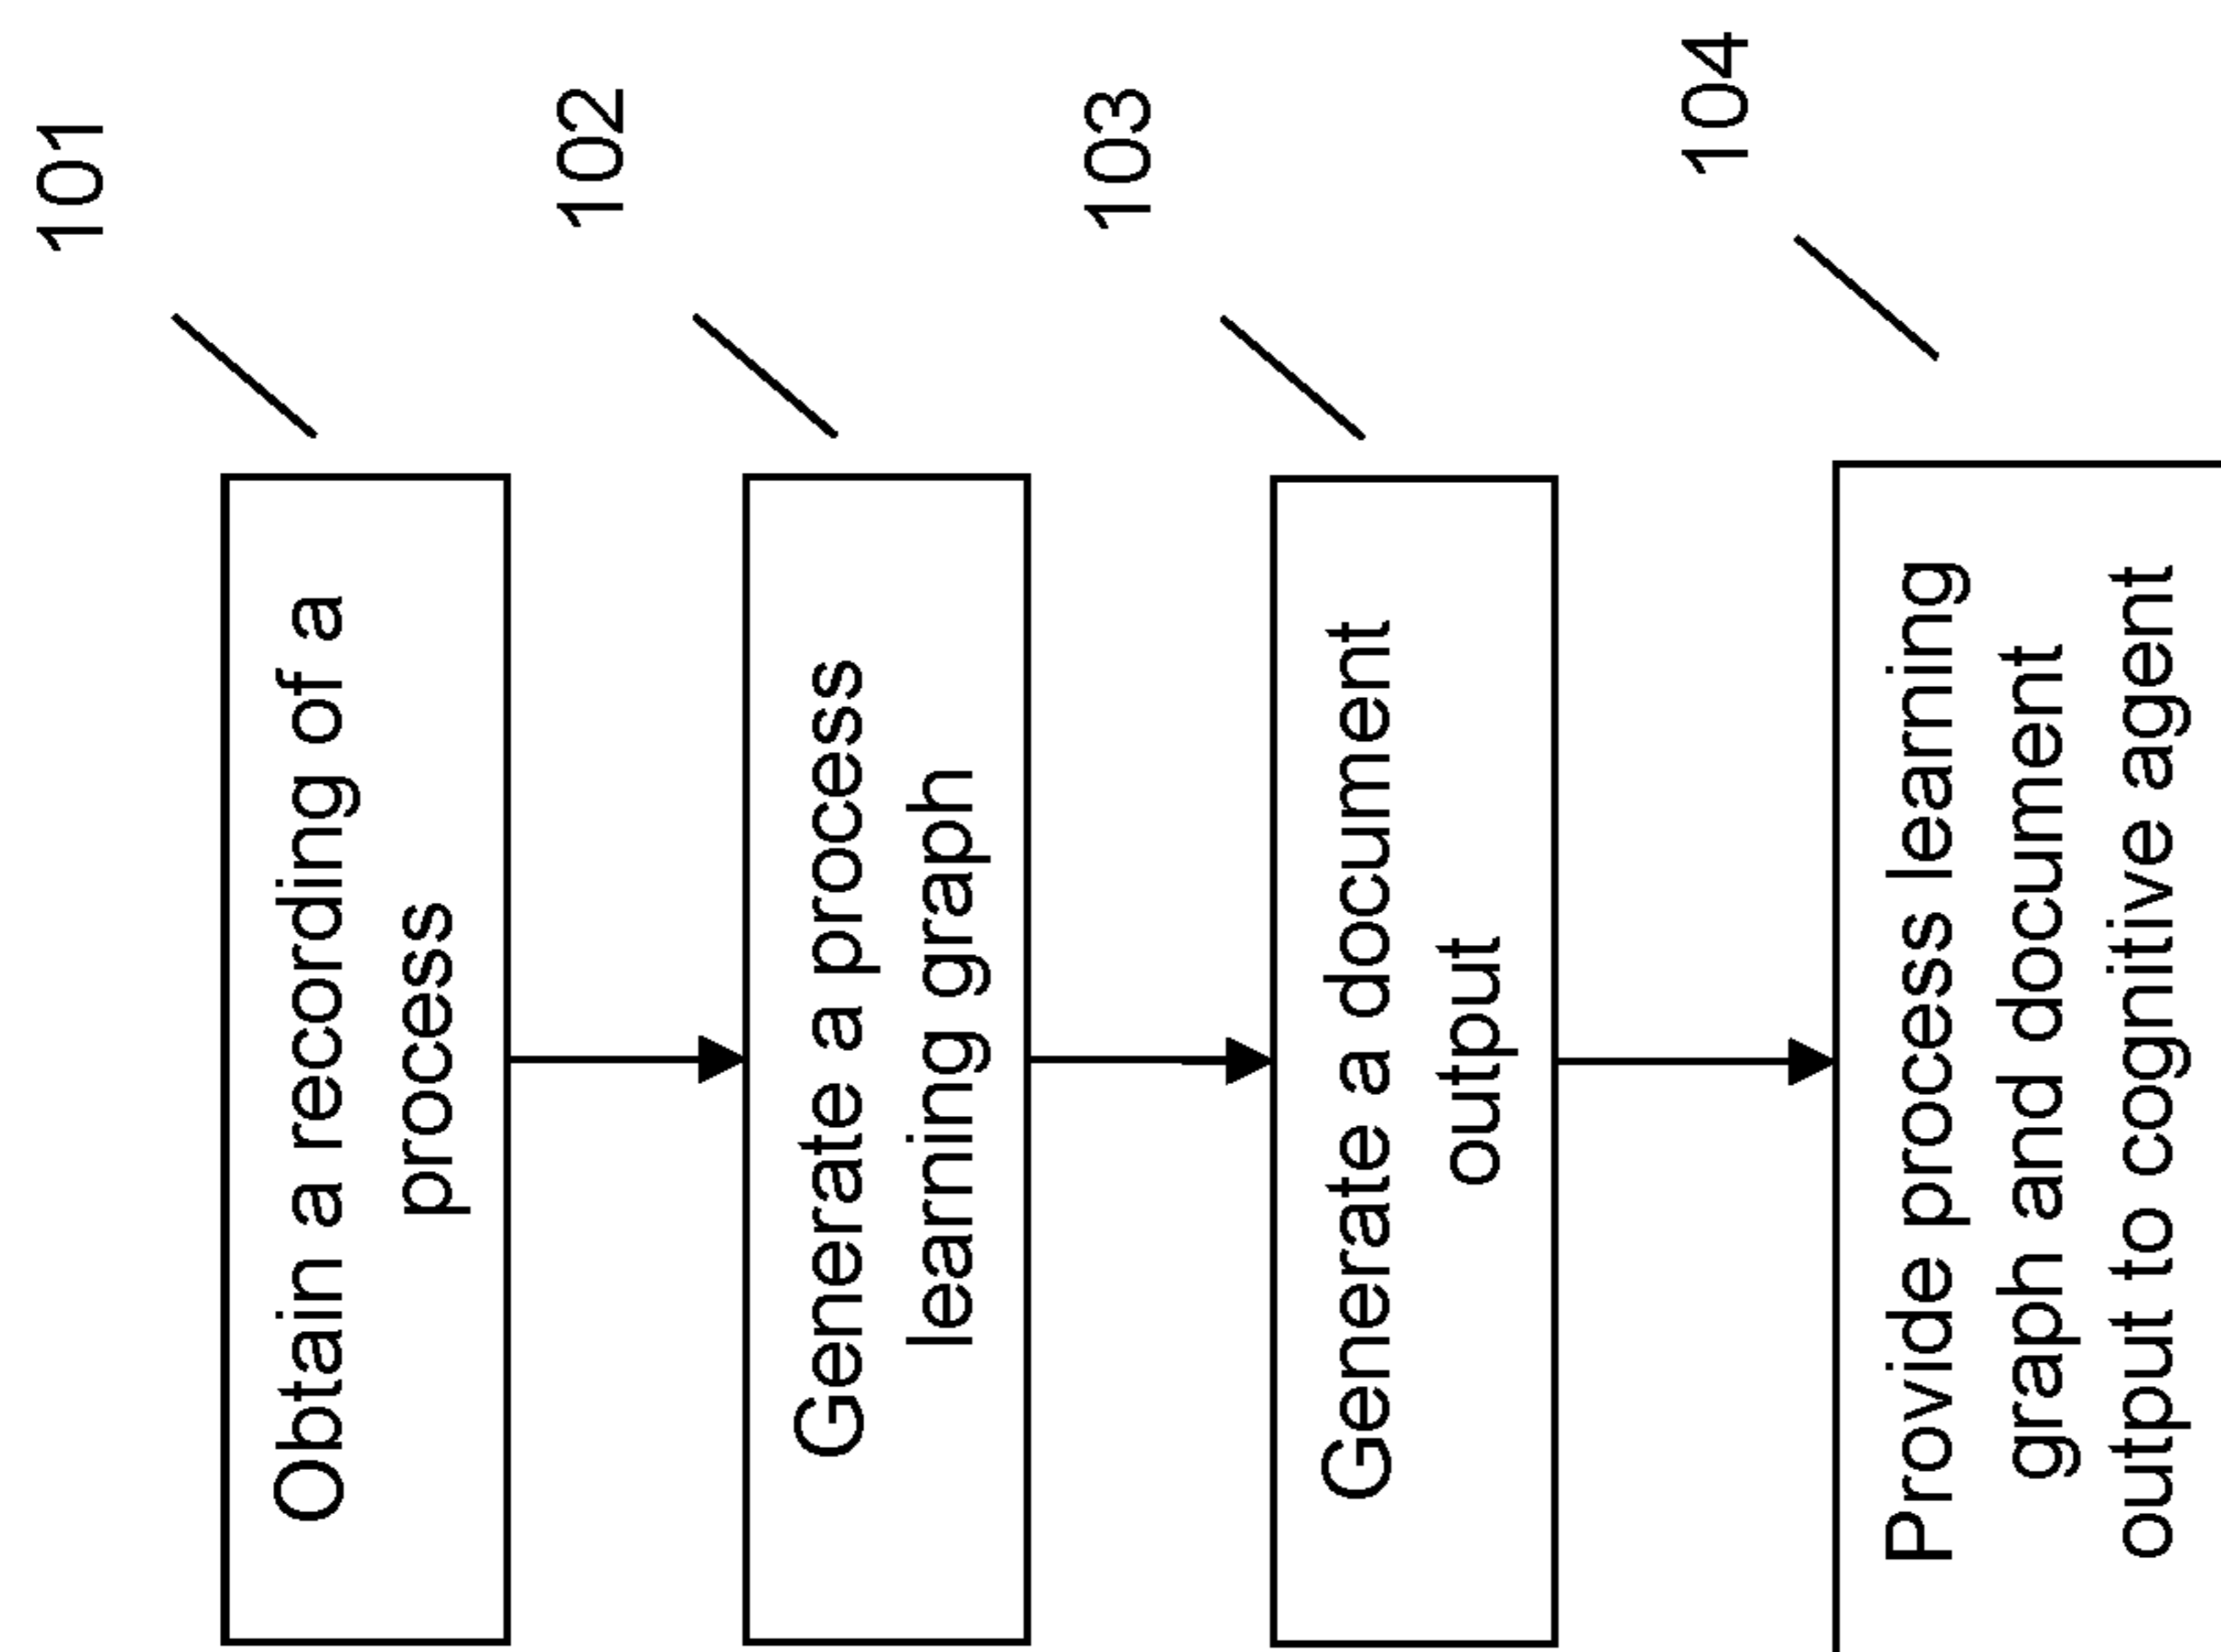 101
Obtain a recording of a
process
102
Generate a process
learning graph
103
Generate a document
output
104
Provide process learning
graph and document
output to cognitive agent